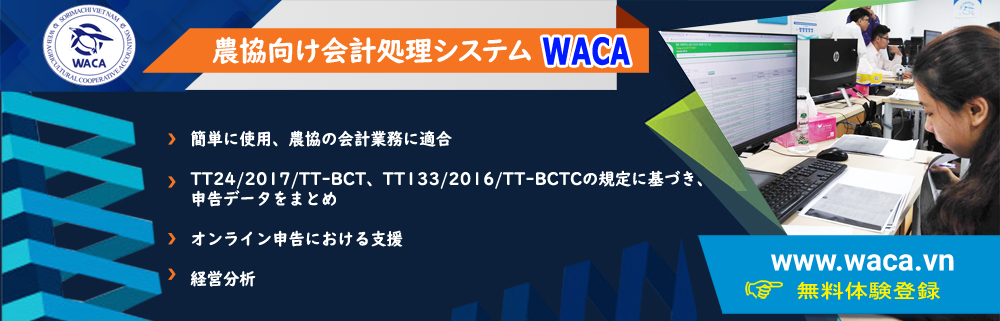 SORIMACHI VIETNAM
WACA
WEB AGRICULTURAL COOPERATIVE ACCOUNTING
農協向け会計処理システム WACA
簡単に使用、農協の会計業務に適合
TT24/2017/TT-BCT、TT133/2016/TT-BCTCの規定に基づき、
申告データをまとめ
オンライン申告における支援
経営分析
hp
www.waca.vn
無料体験登録